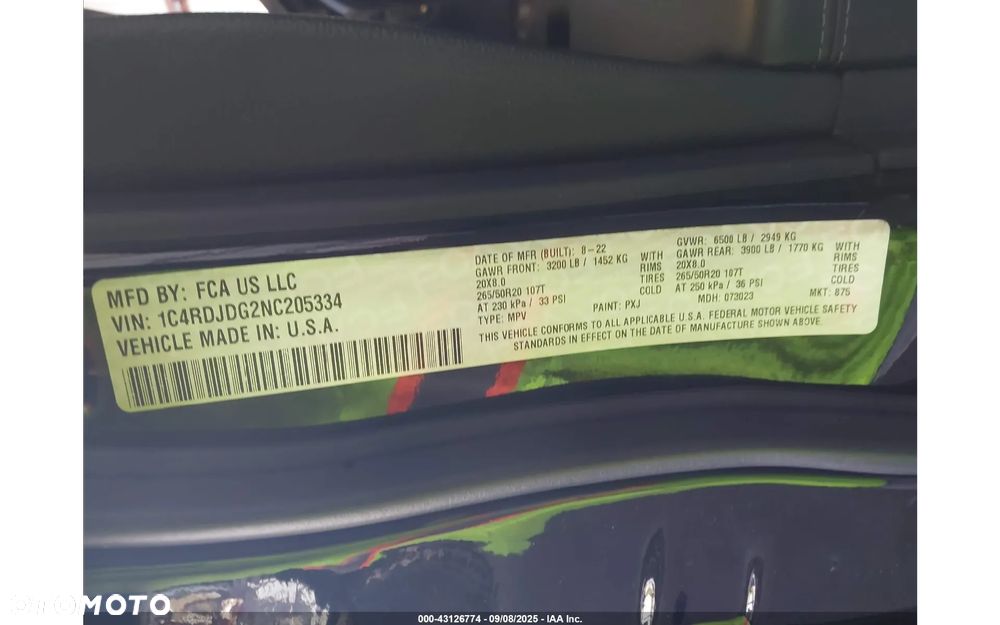 MFD BY: FCA US LLC
VIN: 1C4RDJDG2NC205334
VEHICLE MADE IN: U.S.A.
DATE OF MFR (BUILT): 8-22
GAWR FRONT: 3200 LB / 1452 KG WITH
20X8.0 RIMS
265/50R20 107T TIRES
AT 230 kPa / 33 PSI COLD
TYPE: MPV
PAINT: PXJ
GVWR: 6500 LB / 2949 KG
GAWR REAR: 3900 LB / 1770 KG WITH
20X8.0 RIMS
265/50R20 107T TIRES
AT 250 kPa / 36 PSI COLD
MDH: 073023 MKT: 875
THIS VEHICLE CONFORMS TO ALL APPLICABLE U.S.A. FEDERAL MOTOR VEHICLE SAFETY
STANDARDS IN EFFECT ON THE DATE OF MANUFACTURE SHOWN ABOVE.
OTOMOTO
000-43126774 - 09/08/2025 - IAA Inc.